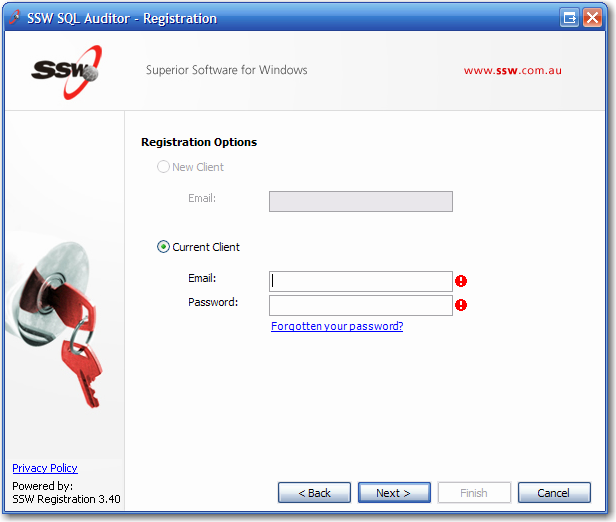 SSW SQL Auditor - Registration
SSW
Superior Software for Windows
www.ssw.com.au
Registration Options
New Client
Email:
Current Client
Email:
Password:
Forgotten your password?
Privacy Policy
Powered by:
SSW Registration 3.40
< Back
Next >
Finish
Cancel